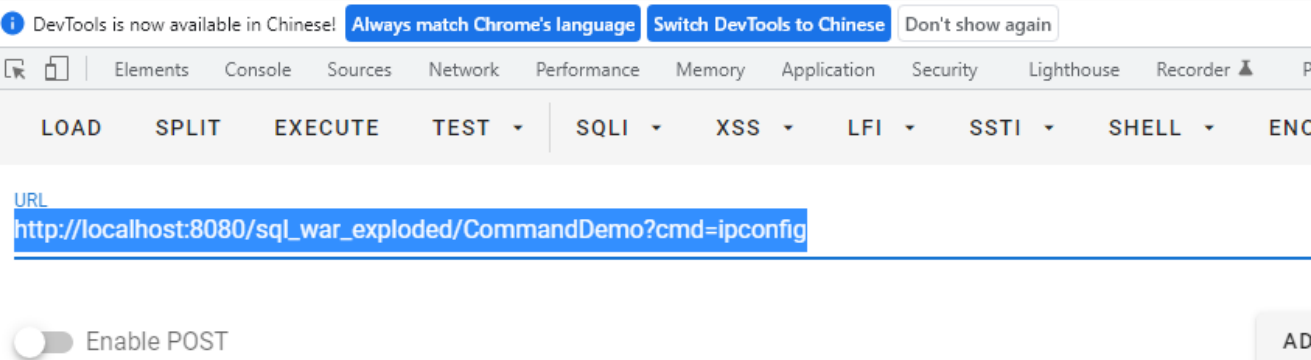 DevTools is now available in Chinese! Always match Chrome's language Switch DevTools to Chinese Don't show again
Elements Console Sources Network Performance Memory Application Security Lighthouse Recorder
LOAD SPLIT EXECUTE TEST SQLI XSS LFI SSTI SHELL
URL
http://localhost:8080/sql_war_exploded/CommandDemo?cmd=ipconfig
Enable POST